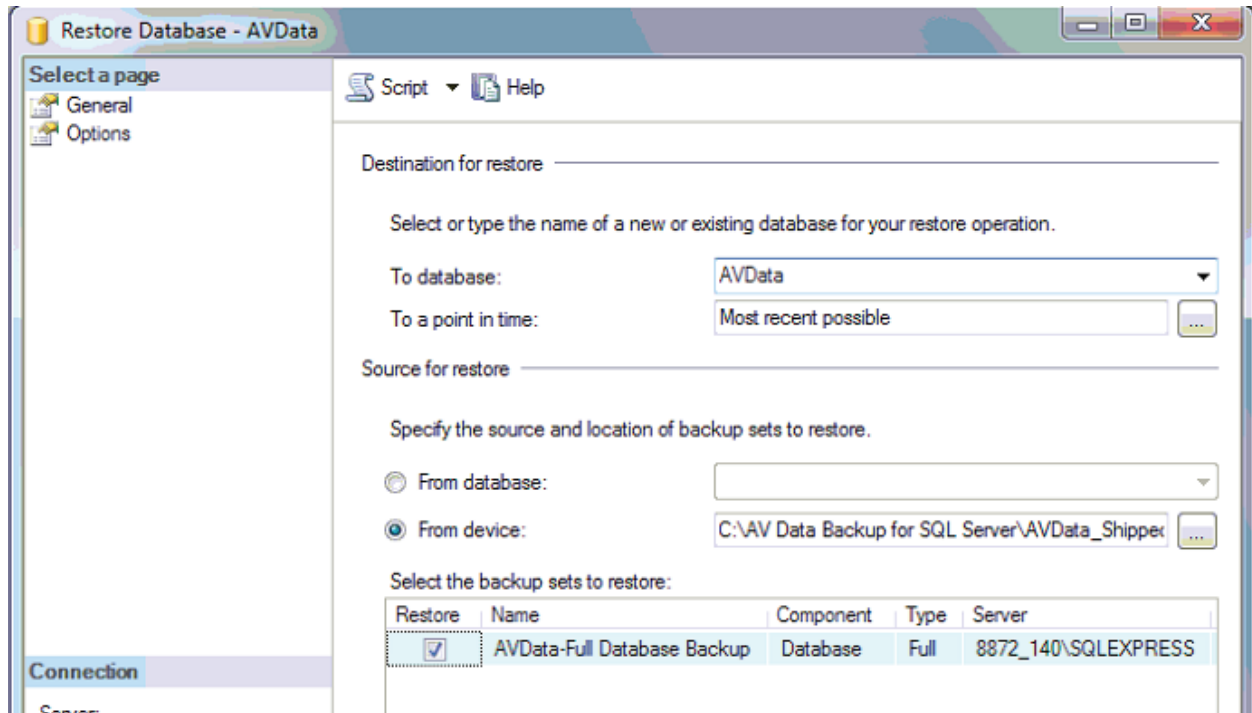 Restore Database - AVData
Select a page
General
Options
Script Help
Destination for restore
Select or type the name of a new or existing database for your restore operation.
To database: AVData
To a point in time: Most recent possible ...
Source for restore
Specify the source and location of backup sets to restore.
From database:
From device: C:\AV Data Backup for SQL Server\AVData_Shipped ...
Select the backup sets to restore:
Restore Name Component Type Server
AVData-Full Database Backup Database Full 8872_140\SQLEXPRESS
Connection
Server: